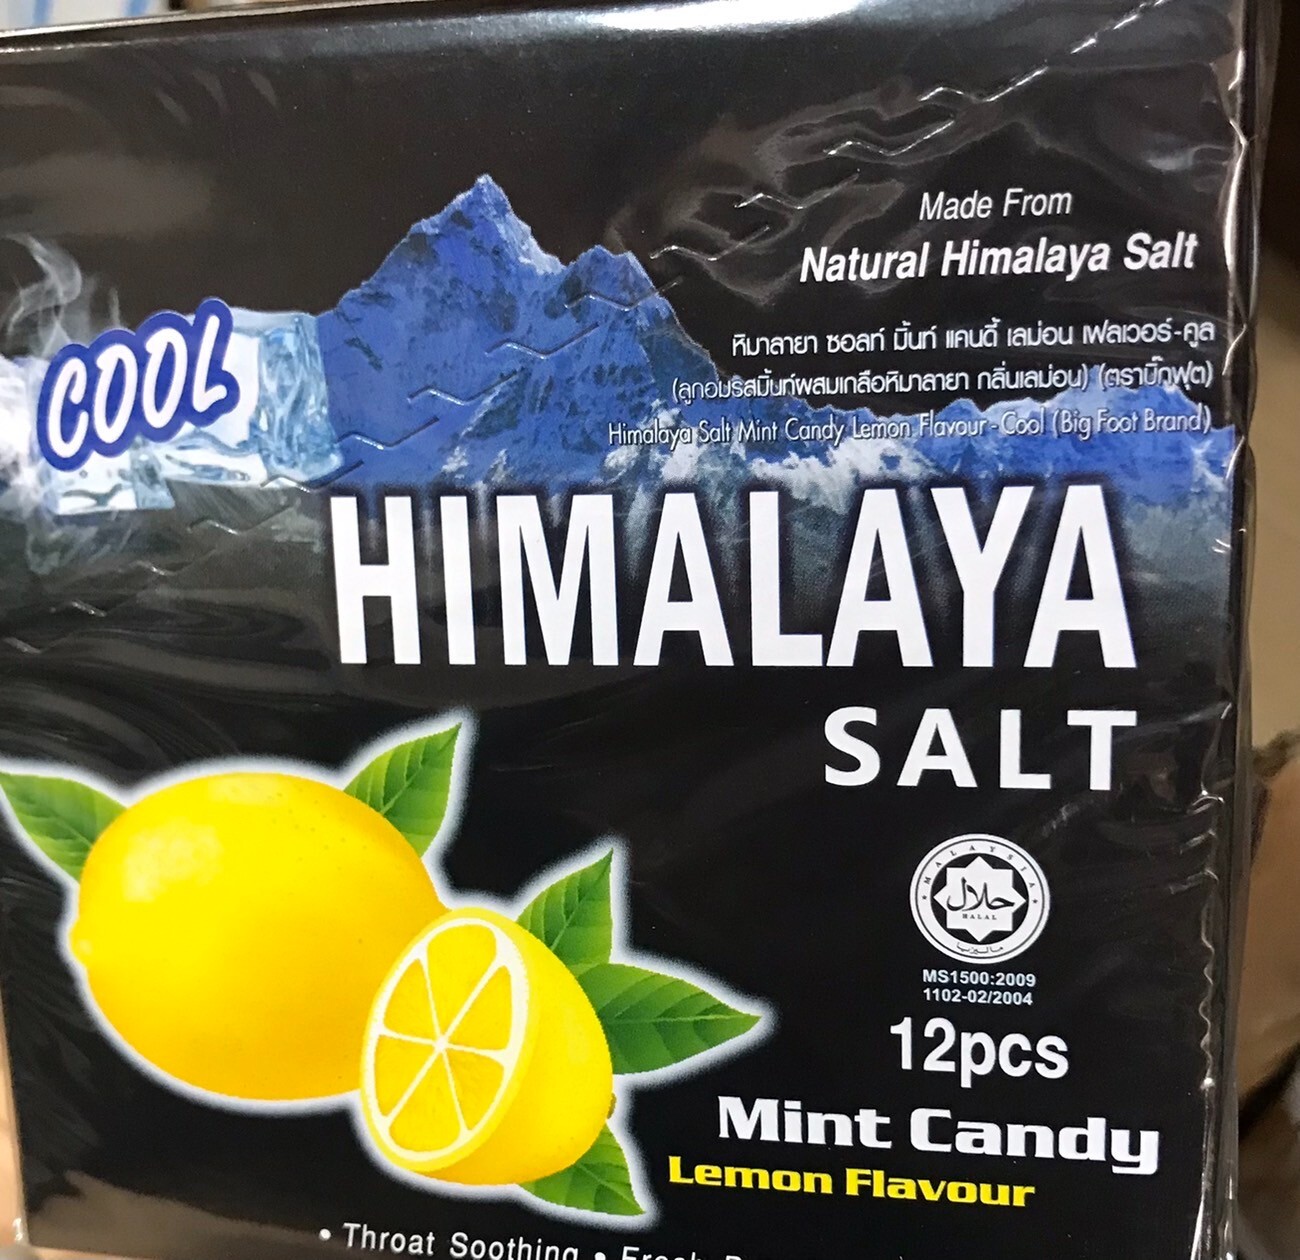 Made From
Natural Himalaya Salt
หิมาลายา ซอลท์ มิ้นท์ แคนดี้ เลม่อน เฟลเวอร์-คูล
(ลูกอมรสมิ้นท์ผสมเกลือหิมาลายา กลิ่นเลม่อน) (ตราบิ๊กฟุต)
Himalaya Salt Mint Candy Lemon Flavour-Cool (Big Foot Brand)
COOL
HIMALAYA
SALT
MALAYSIA
حلال
HALAL
ماليزيا
MS1500:2009
1102-02/2004
12pcs
Mint Candy
Lemon Flavour
• Throat Soothing •